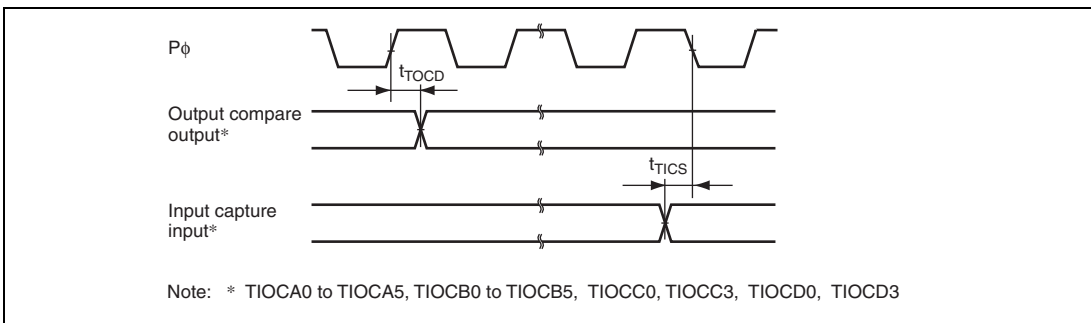 Pϕ
tTOCD
Output compare
output*
tTICS
Input capture
input*
Note: * TIOCA0 to TIOCA5, TIOCB0 to TIOCB5, TIOCC0, TIOCC3, TIOCD0, TIOCD3